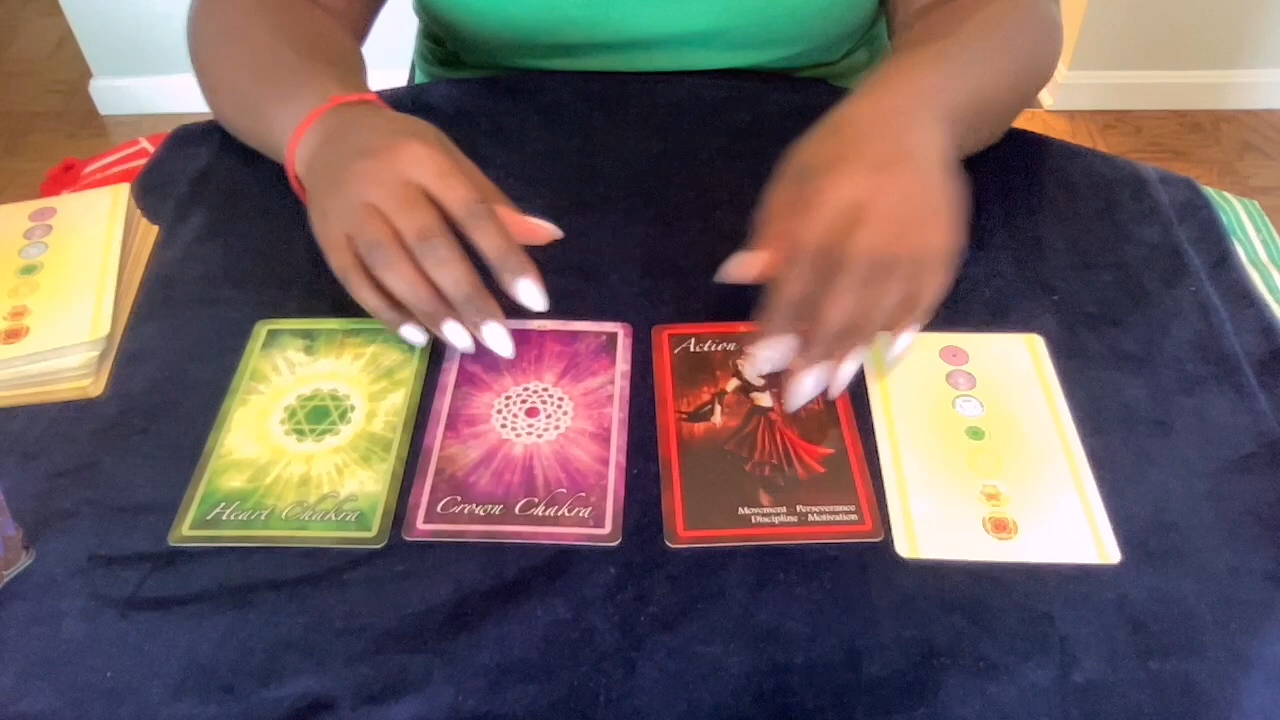 Heart Chakra
Crown Chakra
Action
Movement - Perseverance
Discipline - Motivation